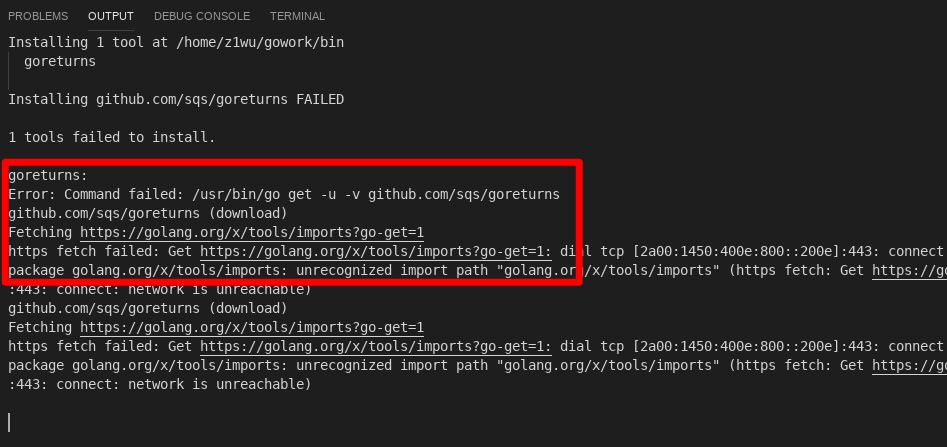 PROBLEMS OUTPUT DEBUG CONSOLE TERMINAL
Installing 1 tool at /home/z1wu/gowork/bin
goreturns
Installing github.com/sqs/goreturns FAILED
1 tools failed to install.
goreturns:
Error: Command failed: /usr/bin/go get -u -v github.com/sqs/goreturns
github.com/sqs/goreturns (download)
Fetching https://golang.org/x/tools/imports?go-get=1
https fetch failed: Get https://golang.org/x/tools/imports?go-get=1: dial tcp [2a00:1450:400e:800::200e]:443: connect
package golang.org/x/tools/imports: unrecognized import path "golang.org/x/tools/imports" (https fetch: Get https://go
:443: connect: network is unreachable)
github.com/sqs/goreturns (download)
Fetching https://golang.org/x/tools/imports?go-get=1
https fetch failed: Get https://golang.org/x/tools/imports?go-get=1: dial tcp [2a00:1450:400e:800::200e]:443: connect
package golang.org/x/tools/imports: unrecognized import path "golang.org/x/tools/imports" (https fetch: Get https://go
:443: connect: network is unreachable)